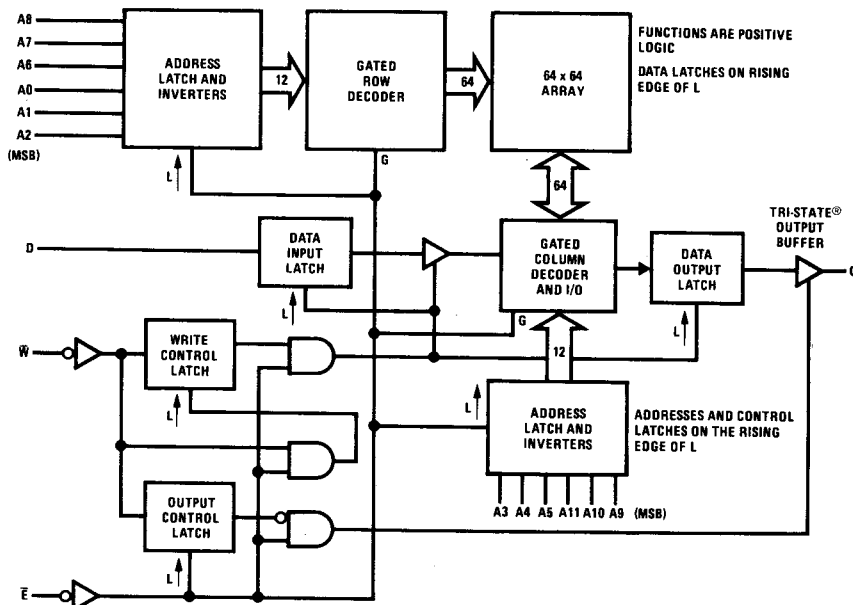 A8
A7
A6
A0
A1
A2
(MSB)
ADDRESS
LATCH AND
INVERTERS
L
12
GATED
ROW
DECODER
G
64
64 x 64
ARRAY
FUNCTIONS ARE POSITIVE
LOGIC
DATA LATCHES ON RISING
EDGE OF L
64
D
DATA
INPUT
LATCH
L
GATED
COLUMN
DECODER
AND I/O
G
DATA
OUTPUT
LATCH
L
TRI-STATE®
OUTPUT
BUFFER
W̅
WRITE
CONTROL
LATCH
L
12
L
ADDRESS
LATCH AND
INVERTERS
ADDRESSES AND CONTROL
LATCHES ON THE RISING
EDGE OF L
A3 A4 A5 A11 A10 A9 (MSB)
OUTPUT
CONTROL
LATCH
L
E̅